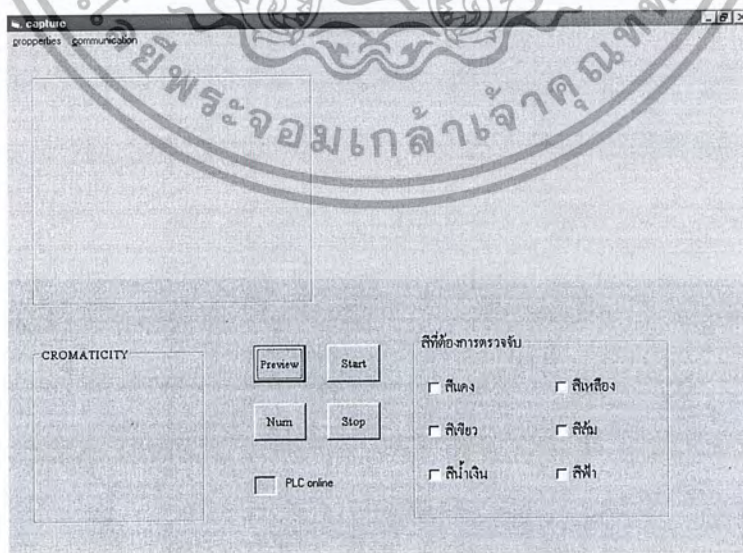 capture
propperties communication
พระจอมเกล้าเจ้าคุณ
CROMATICITY
Preview Start
Num Stop
PLC online
สีที่ต้องการตรวจจับ
สีแดง สีเหลือง
สีเขียว สีส้ม
สีน้ำเงิน สีฟ้า